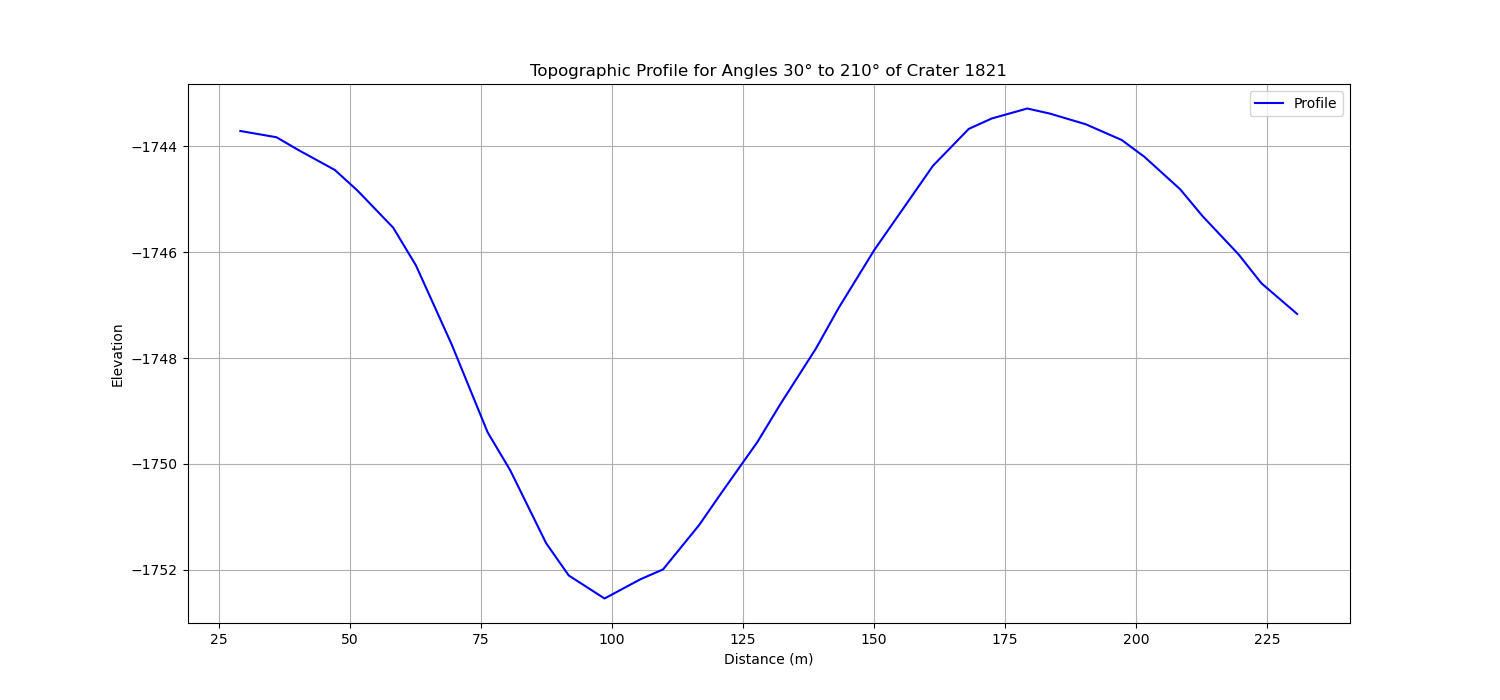 Topographic Profile for Angles 30° to 210° of Crater 1821
Profile
−1744
−1746
−1748
−1750
−1752
Elevation
25 50 75 100 125 150 175 200 225
Distance (m)